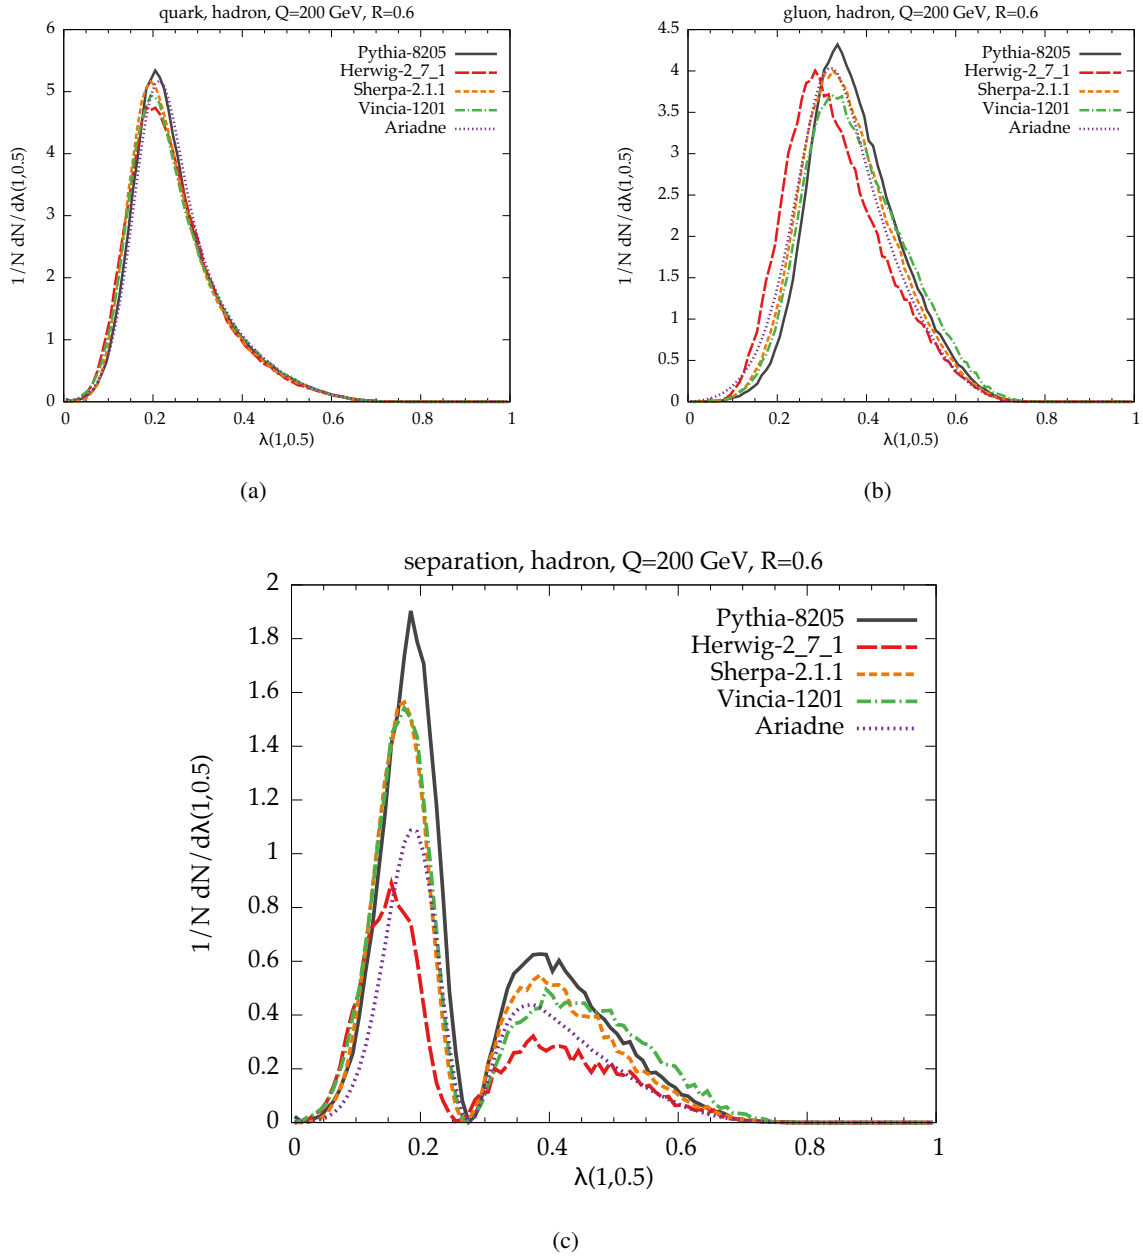 quark, hadron, Q=200 GeV, R=0.6
6
5
4
3
2
1
0
1/N dN/dλ(1,0.5)
Pythia-8205
Herwig-2_7_1
Sherpa-2.1.1
Vincia-1201
Ariadne
0 0.2 0.4 0.6 0.8 1
λ(1,0.5)
(a)
gluon, hadron, Q=200 GeV, R=0.6
4.5
4
3.5
3
2.5
2
1.5
1
0.5
0
1/N dN/dλ(1,0.5)
Pythia-8205
Herwig-2_7_1
Sherpa-2.1.1
Vincia-1201
Ariadne
0 0.2 0.4 0.6 0.8 1
λ(1,0.5)
(b)
separation, hadron, Q=200 GeV, R=0.6
2
1.8
1.6
1.4
1.2
1
0.8
0.6
0.4
0.2
0
1/N dN/dλ(1,0.5)
Pythia-8205
Herwig-2_7_1
Sherpa-2.1.1
Vincia-1201
Ariadne
0 0.2 0.4 0.6 0.8 1
λ(1,0.5)
(c)